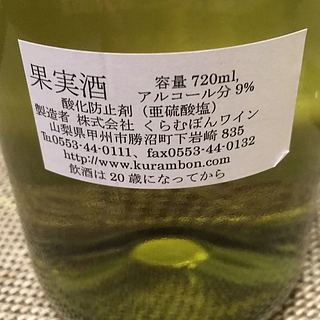 果実酒 容量 720ml,
アルコール分 9%
酸化防止剤（亜硫酸塩）
製造者 株式会社 くらむぼんワイン
山梨県甲州市勝沼町下岩崎 835
℡0553-44-0111、fax0553-44-0132
http://www.kurambon.com/
飲酒は 20 歳になってから